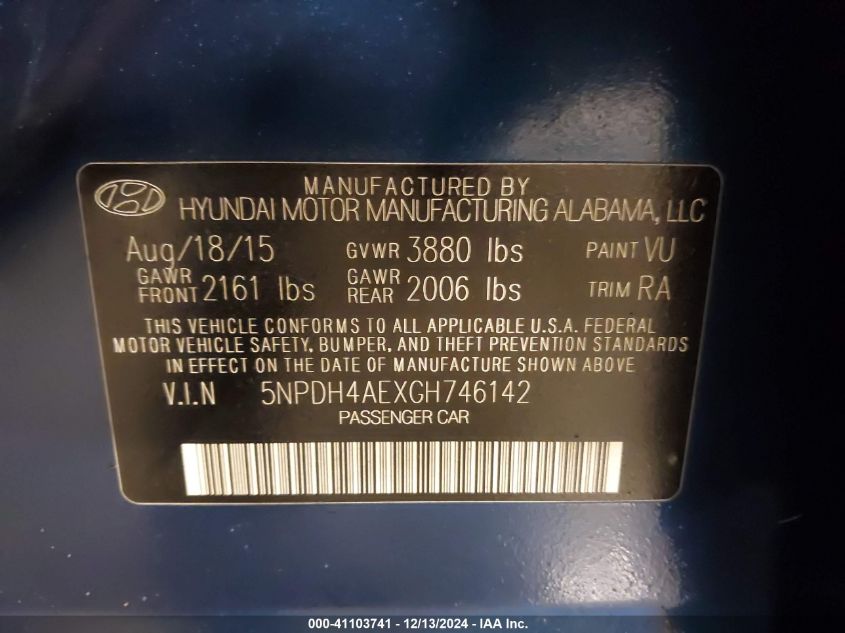 MANUFACTURED BY
HYUNDAI MOTOR MANUFACTURING ALABAMA, LLC
Aug/18/15 GVWR 3880 lbs PAINT VU
GAWR FRONT 2161 lbs GAWR REAR 2006 lbs TRIM RA
THIS VEHICLE CONFORMS TO ALL APPLICABLE U.S.A. FEDERAL
MOTOR VEHICLE SAFETY, BUMPER, AND THEFT PREVENTION STANDARDS
IN EFFECT ON THE DATE OF MANUFACTURE SHOWN ABOVE
V.I.N 5NPDH4AEXGH746142
PASSENGER CAR
000-41103741 - 12/13/2024 - IAA Inc.